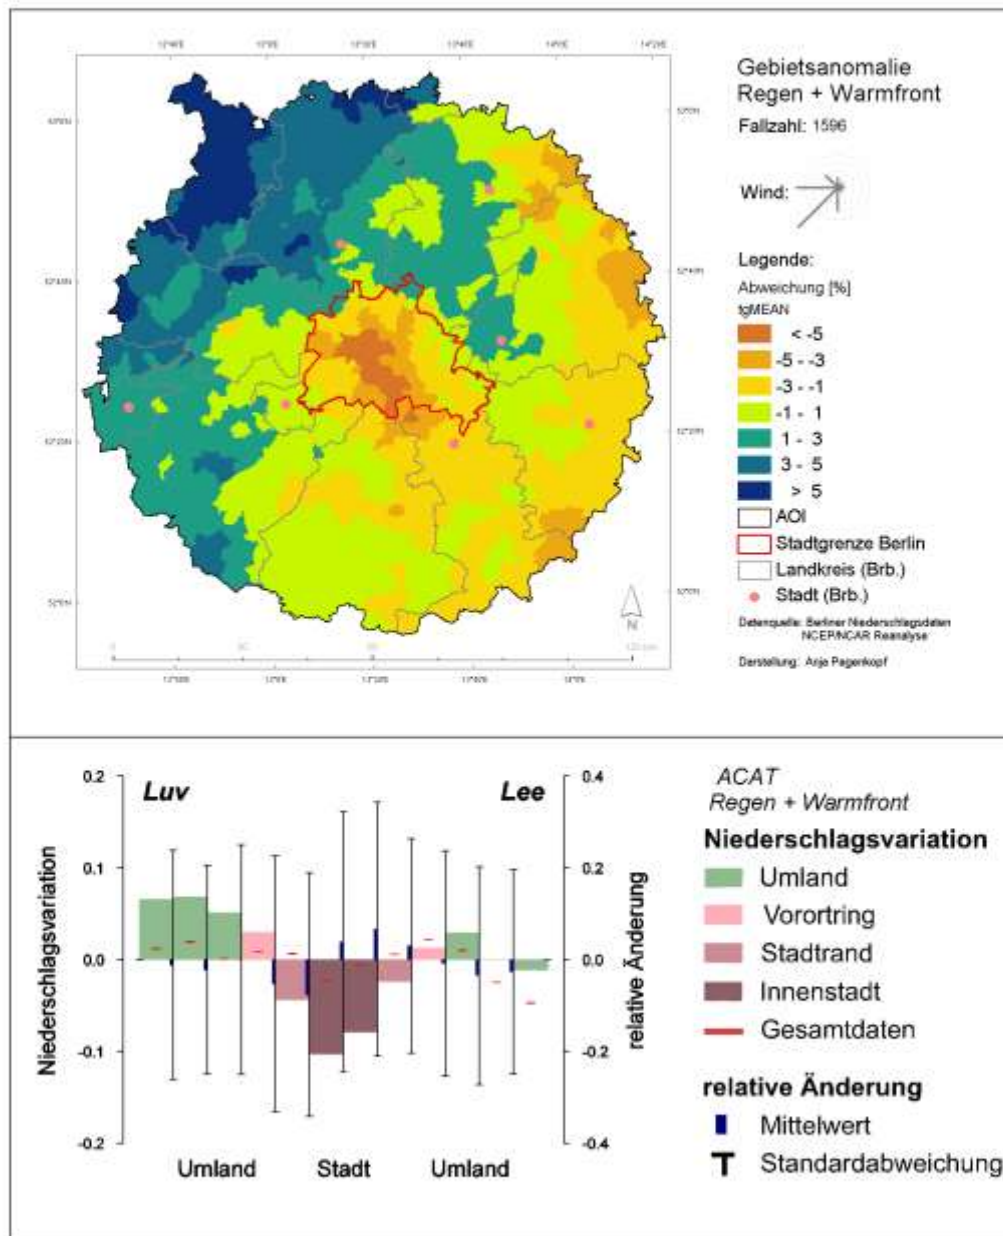 Gebietsanomalie
Regen + Warmfront
Fallzahl: 1596
Wind:
Legende:
Abweichung [%]
tgMEAN
< -5
-5 - -3
-3 - -1
-1 - 1
1 - 3
3 - 5
> 5
AOI
Stadtgrenze Berlin
Landkreis (Brb.)
Stadt (Brb.)
N
Datenquelle: Berliner Niederschlagsdaten
NCEP/NCAR Reanalyse
Darstellung: Anja Pagenkopf
0.2
0.1
0.0
-0.1
-0.2
Niederschlagsvariation
Luv
Lee
0.4
0.2
0.0
-0.2
-0.4
relative Änderung
Umland
Stadt
Umland
ACAT
Regen + Warmfront
Niederschlagsvariation
Umland
Vorortring
Stadtrand
Innenstadt
Gesamtdaten
relative Änderung
Mittelwert
Standardabweichung